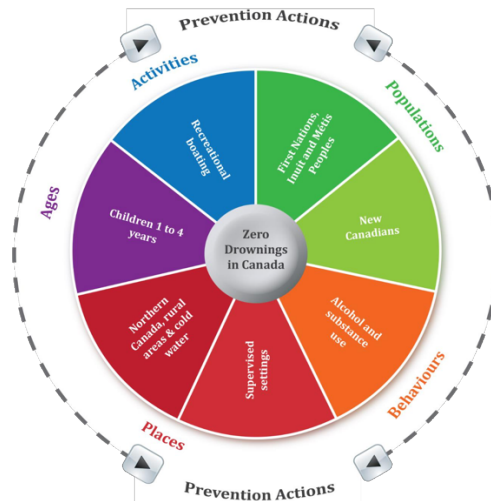 Prevention Actions
Activities
Populations
Ages
Behaviours
Places
Recreational
boating
First Nations,
Inuit and Métis
Peoples
Children 1 to 4
years
Zero
Drownings
in Canada
New
Canadians
Northern
Canada, rural
areas & cold
water
Supervised
settings
Alcohol and
substance
use
Prevention Actions